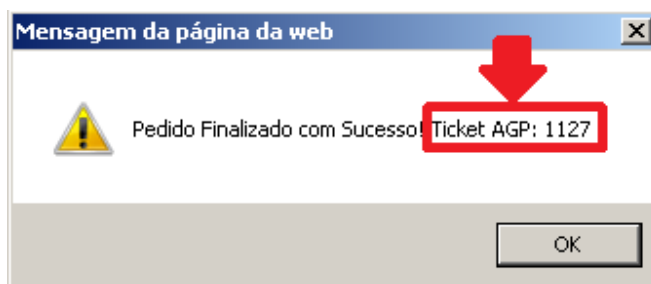 Mensagem da página da web
Pedido Finalizado com Sucesso! Ticket AGP: 1127
OK